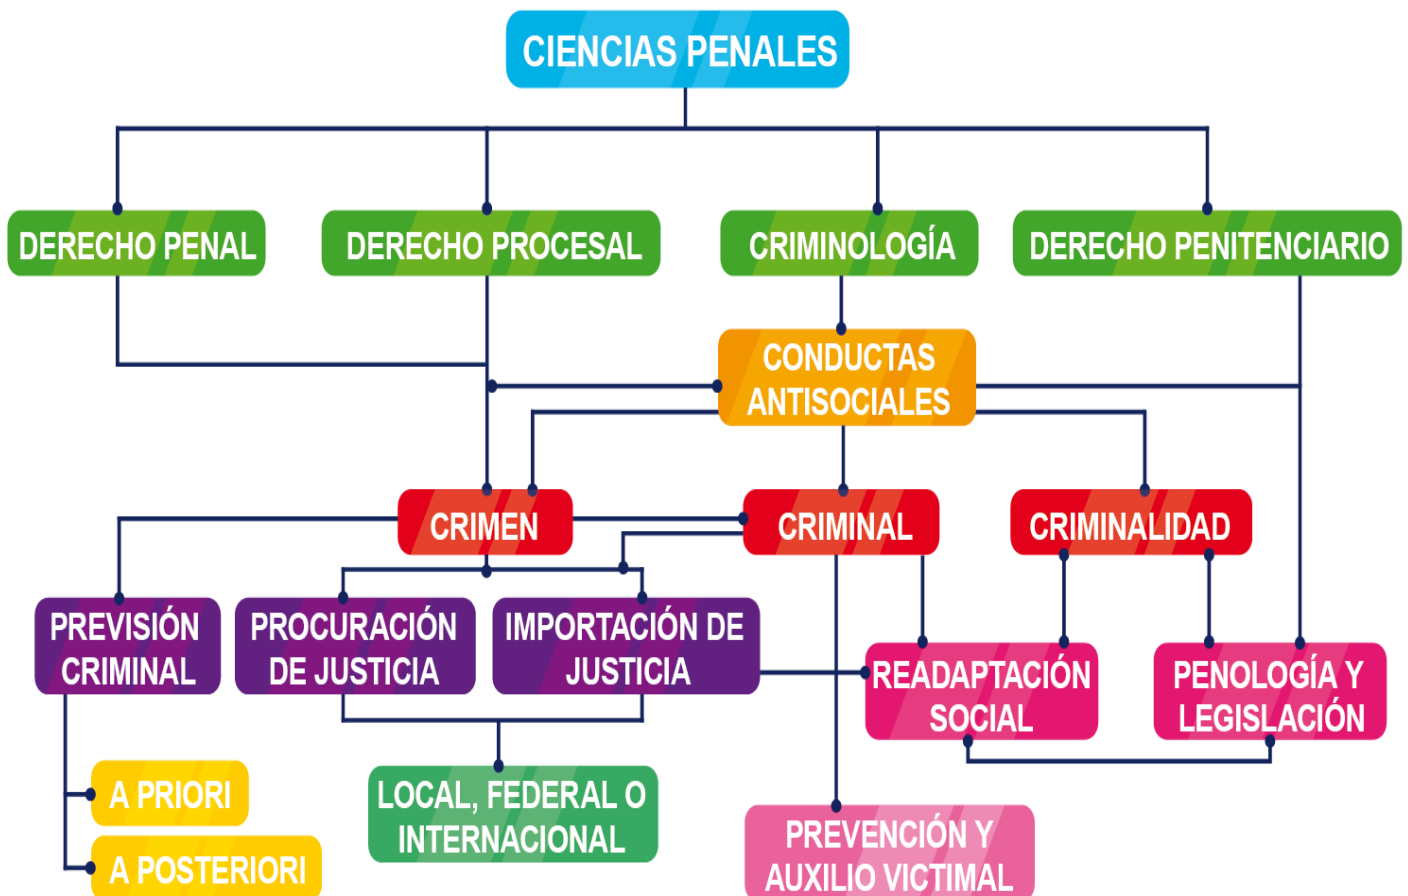 CIENCIAS PENALES
DERECHO PENAL
DERECHO PROCESAL
CRIMINOLOGÍA
DERECHO PENITENCIARIO
CONDUCTAS
ANTISOCIALES
CRIMEN
CRIMINAL
CRIMINALIDAD
PREVISIÓN
CRIMINAL
PROCURACIÓN
DE JUSTICIA
IMPORTACIÓN DE
JUSTICIA
READAPTACIÓN
SOCIAL
PENOLOGÍA Y
LEGISLACIÓN
A PRIORI
A POSTERIORI
LOCAL, FEDERAL O
INTERNACIONAL
PREVENCIÓN Y
AUXILIO VICTIMAL